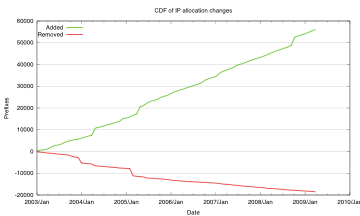 CDF of IP allocation changes
60000
50000
40000
30000
20000
10000
0
-10000
-20000
Added
Removed
Prefixes
2003/Jan
2004/Jan
2005/Jan
2006/Jan
2007/Jan
2008/Jan
2009/Jan
2010/Jan
Date